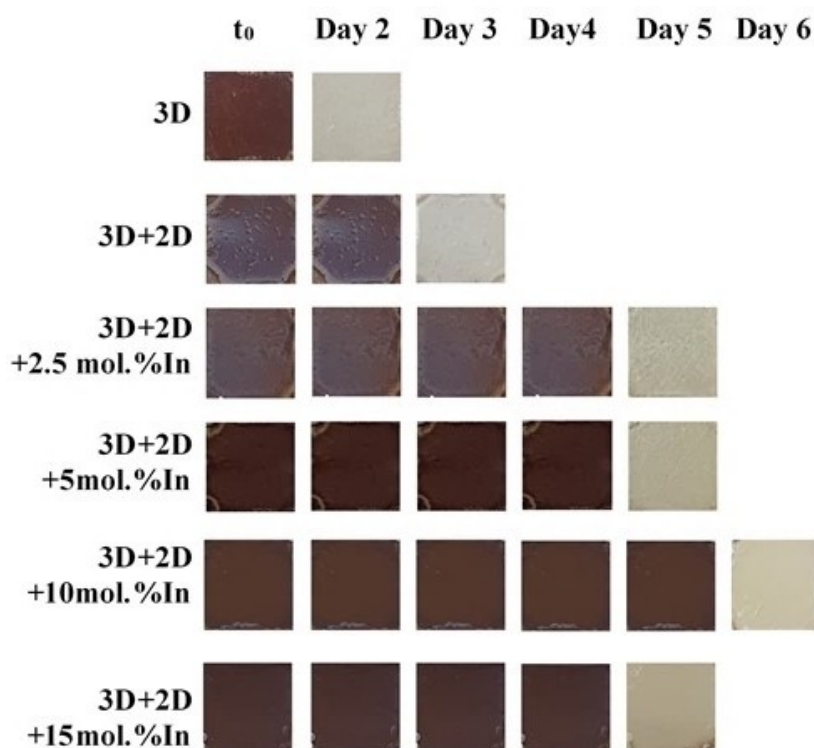 t₀ Day 2 Day 3 Day4 Day 5 Day 6
3D
3D+2D
3D+2D
+2.5 mol.%In
3D+2D
+5mol.%In
3D+2D
+10mol.%In
3D+2D
+15mol.%In